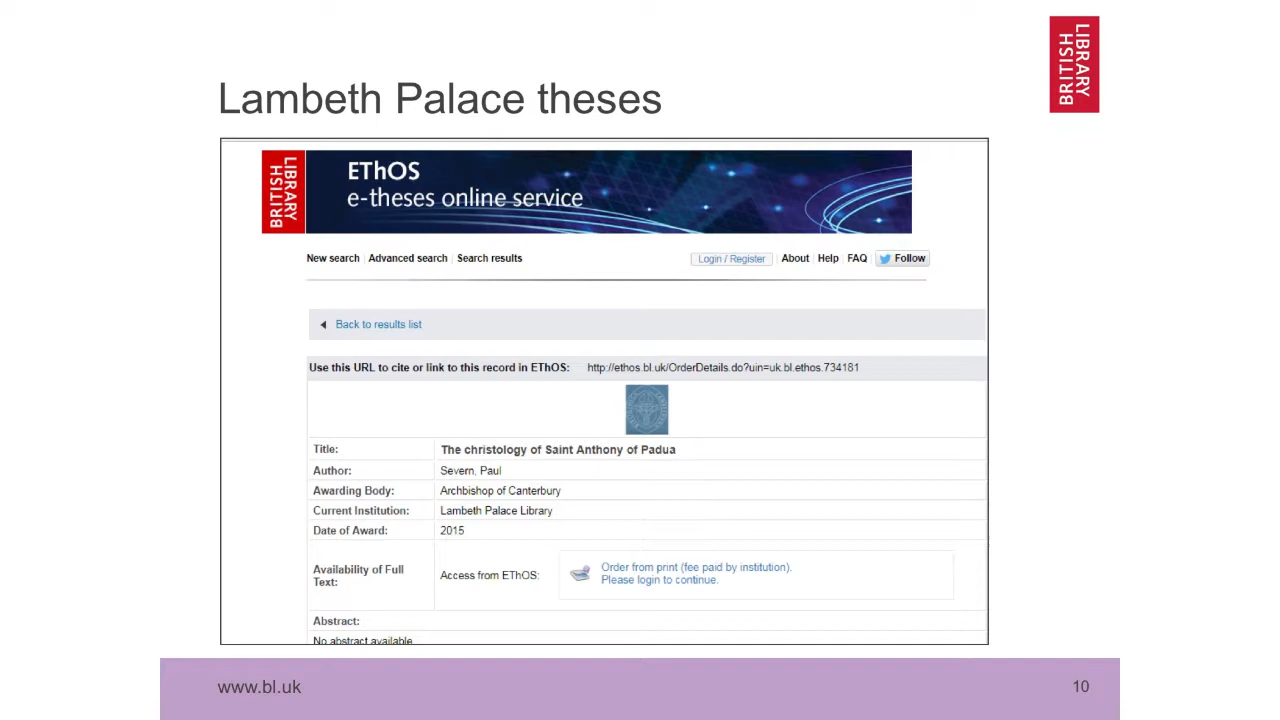 LIBRARY
BRITISH
Lambeth Palace theses
LIBRARY
BRITISH
EThOS
e-theses online service
New search Advanced search Search results Login / Register About Help FAQ Follow
Back to results list
Use this URL to cite or link to this record in EThOS: http://ethos.bl.uk/OrderDetails.do?uin=uk.bl.ethos.734181
Title: The christology of Saint Anthony of Padua
Author: Severn, Paul
Awarding Body: Archbishop of Canterbury
Current Institution: Lambeth Palace Library
Date of Award: 2015
Availability of Full
Text:
Access from EThOS:
Order from print (fee paid by institution).
Please login to continue.
Abstract:
No abstract available
www.bl.uk 10